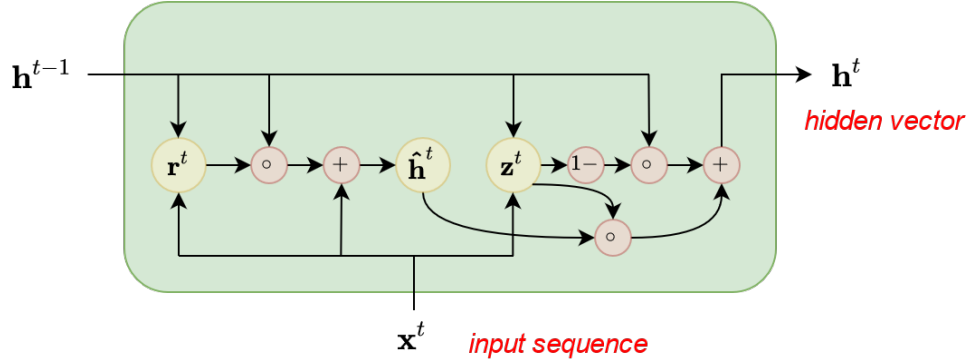 h^{t−1}
h^t
hidden vector
r^t
∘
+
ĥ^t
z^t
1−
∘
+
∘
x^t
input sequence